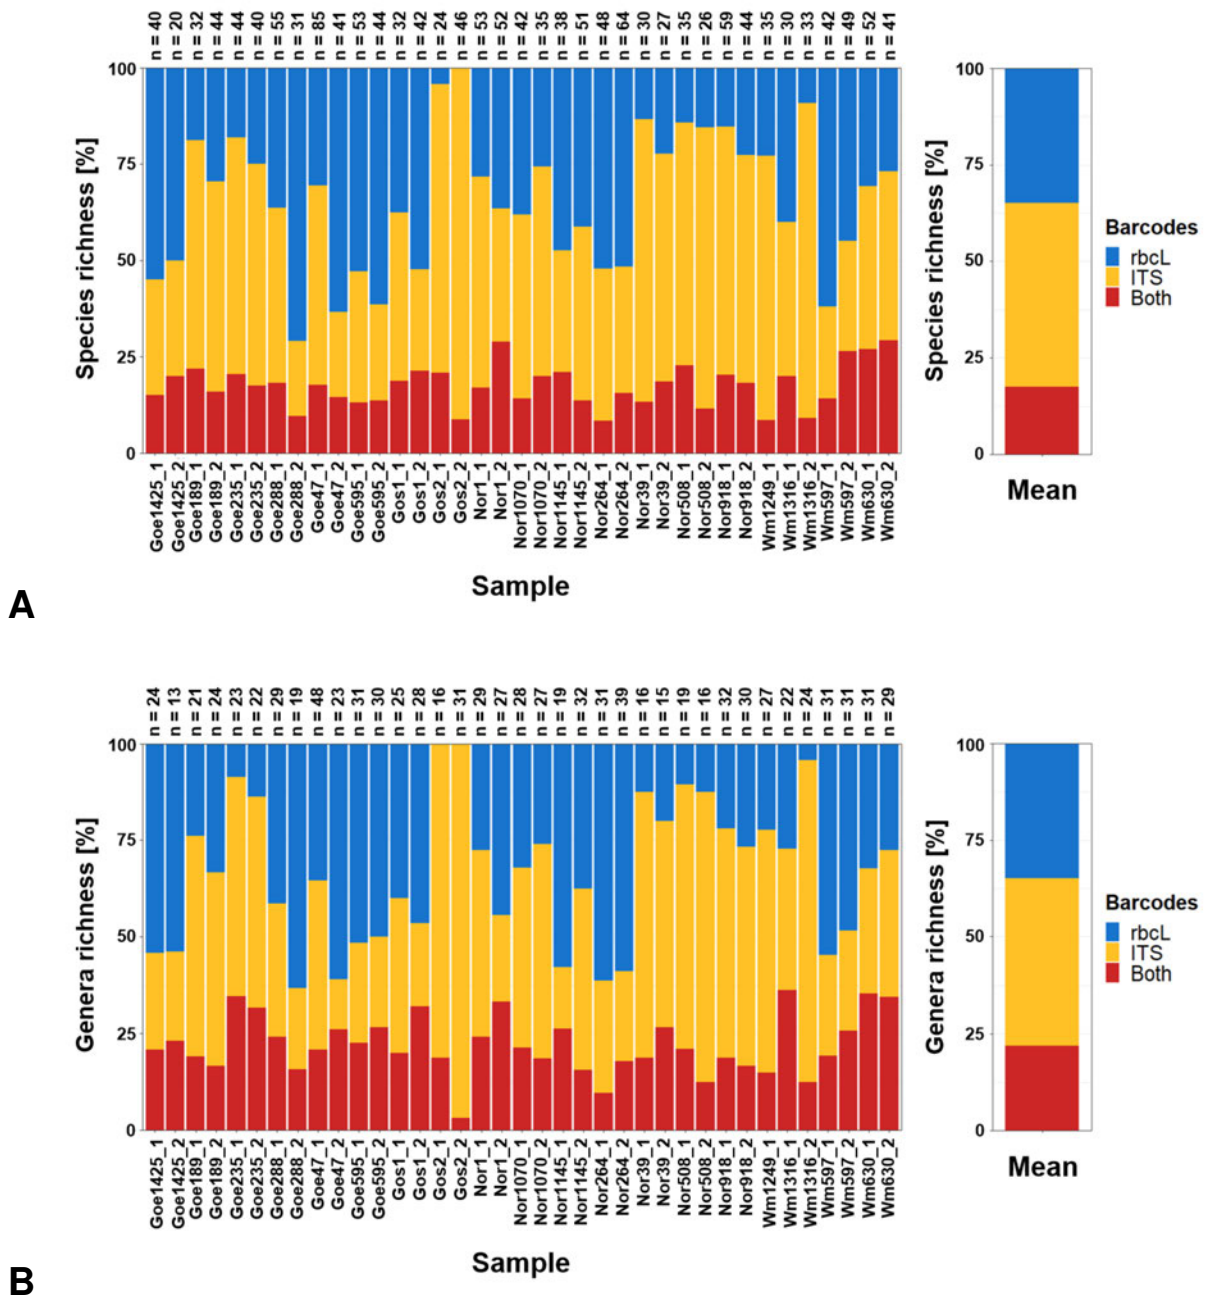 n = 40
n = 20
n = 32
n = 44
n = 44
n = 40
n = 55
n = 31
n = 85
n = 41
n = 53
n = 44
n = 32
n = 42
n = 24
n = 46
n = 53
n = 52
n = 42
n = 35
n = 38
n = 51
n = 48
n = 64
n = 30
n = 27
n = 35
n = 26
n = 59
n = 44
n = 35
n = 30
n = 33
n = 42
n = 49
n = 52
n = 41
Species richness [%]
100
75
50
25
0
Goe1425_1
Goe1425_2
Goe189_1
Goe189_2
Goe235_1
Goe235_2
Goe288_1
Goe288_2
Goe47_1
Goe47_2
Goe595_1
Goe595_2
Gos1_1
Gos1_2
Gos2_1
Gos2_2
Nor1_1
Nor1_2
Nor1070_1
Nor1070_2
Nor1145_1
Nor1145_2
Nor264_1
Nor264_2
Nor39_1
Nor39_2
Nor508_1
Nor508_2
Nor918_1
Nor918_2
Wm1249_1
Wm1316_1
Wm1316_2
Wm597_1
Wm597_2
Wm630_1
Wm630_2
Sample
Species richness [%]
100
75
50
25
0
Mean
Barcodes
rbcL
ITS
Both
A
n = 24
n = 13
n = 21
n = 24
n = 23
n = 22
n = 29
n = 19
n = 48
n = 23
n = 31
n = 30
n = 25
n = 28
n = 16
n = 31
n = 29
n = 27
n = 28
n = 27
n = 19
n = 32
n = 31
n = 39
n = 16
n = 15
n = 19
n = 16
n = 32
n = 30
n = 27
n = 22
n = 24
n = 31
n = 31
n = 31
n = 29
Genera richness [%]
100
75
50
25
0
Goe1425_1
Goe1425_2
Goe189_1
Goe189_2
Goe235_1
Goe235_2
Goe288_1
Goe288_2
Goe47_1
Goe47_2
Goe595_1
Goe595_2
Gos1_1
Gos1_2
Gos2_1
Gos2_2
Nor1_1
Nor1_2
Nor1070_1
Nor1070_2
Nor1145_1
Nor1145_2
Nor264_1
Nor264_2
Nor39_1
Nor39_2
Nor508_1
Nor508_2
Nor918_1
Nor918_2
Wm1249_1
Wm1316_1
Wm1316_2
Wm597_1
Wm597_2
Wm630_1
Wm630_2
Sample
Genera richness [%]
100
75
50
25
0
Mean
Barcodes
rbcL
ITS
Both
B